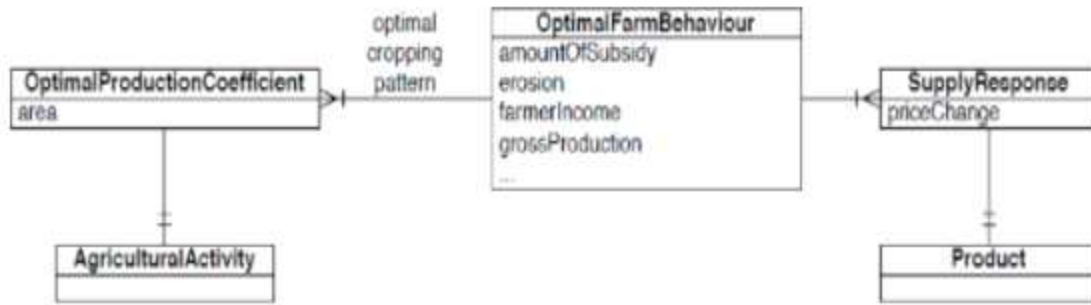 optimal
cropping
pattern
OptimalFarmBehaviour
amountOfSubsidy
erosion
farmerIncome
grossProduction
...
OptimalProductionCoefficient
area
SupplyResponse
priceChange
AgriculturalActivity
Product